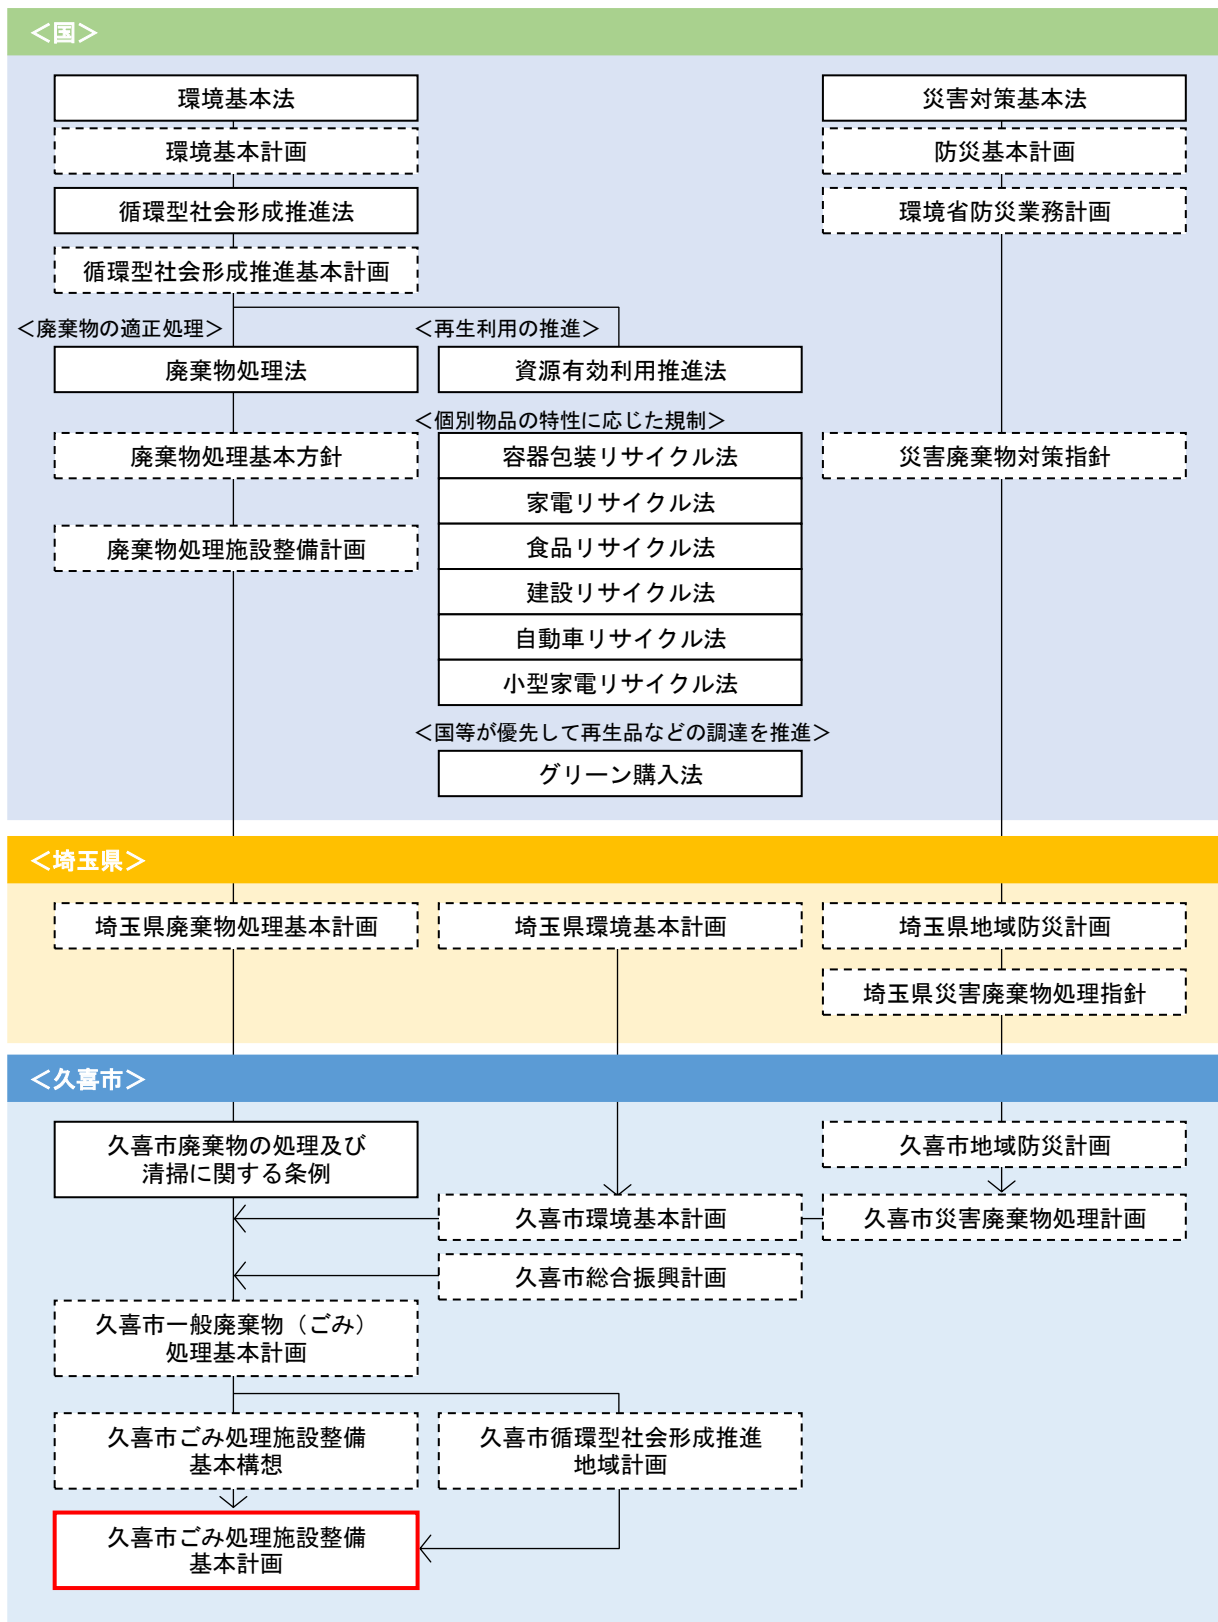 ＜国＞
環境基本法
災害対策基本法
環境基本計画
防災基本計画
循環型社会形成推進法
環境省防災業務計画
循環型社会形成推進基本計画
＜廃棄物の適正処理＞
＜再生利用の推進＞
廃棄物処理法
資源有効利用推進法
＜個別物品の特性に応じた規制＞
廃棄物処理基本方針
容器包装リサイクル法
災害廃棄物対策指針
家電リサイクル法
廃棄物処理施設整備計画
食品リサイクル法
建設リサイクル法
自動車リサイクル法
小型家電リサイクル法
＜国等が優先して再生品などの調達を推進＞
グリーン購入法
＜埼玉県＞
埼玉県廃棄物処理基本計画
埼玉県環境基本計画
埼玉県地域防災計画
埼玉県災害廃棄物処理指針
＜久喜市＞
久喜市廃棄物の処理及び
清掃に関する条例
久喜市地域防災計画
久喜市環境基本計画
久喜市災害廃棄物処理計画
久喜市総合振興計画
久喜市一般廃棄物（ごみ）
処理基本計画
久喜市ごみ処理施設整備
基本構想
久喜市循環型社会形成推進
地域計画
久喜市ごみ処理施設整備
基本計画